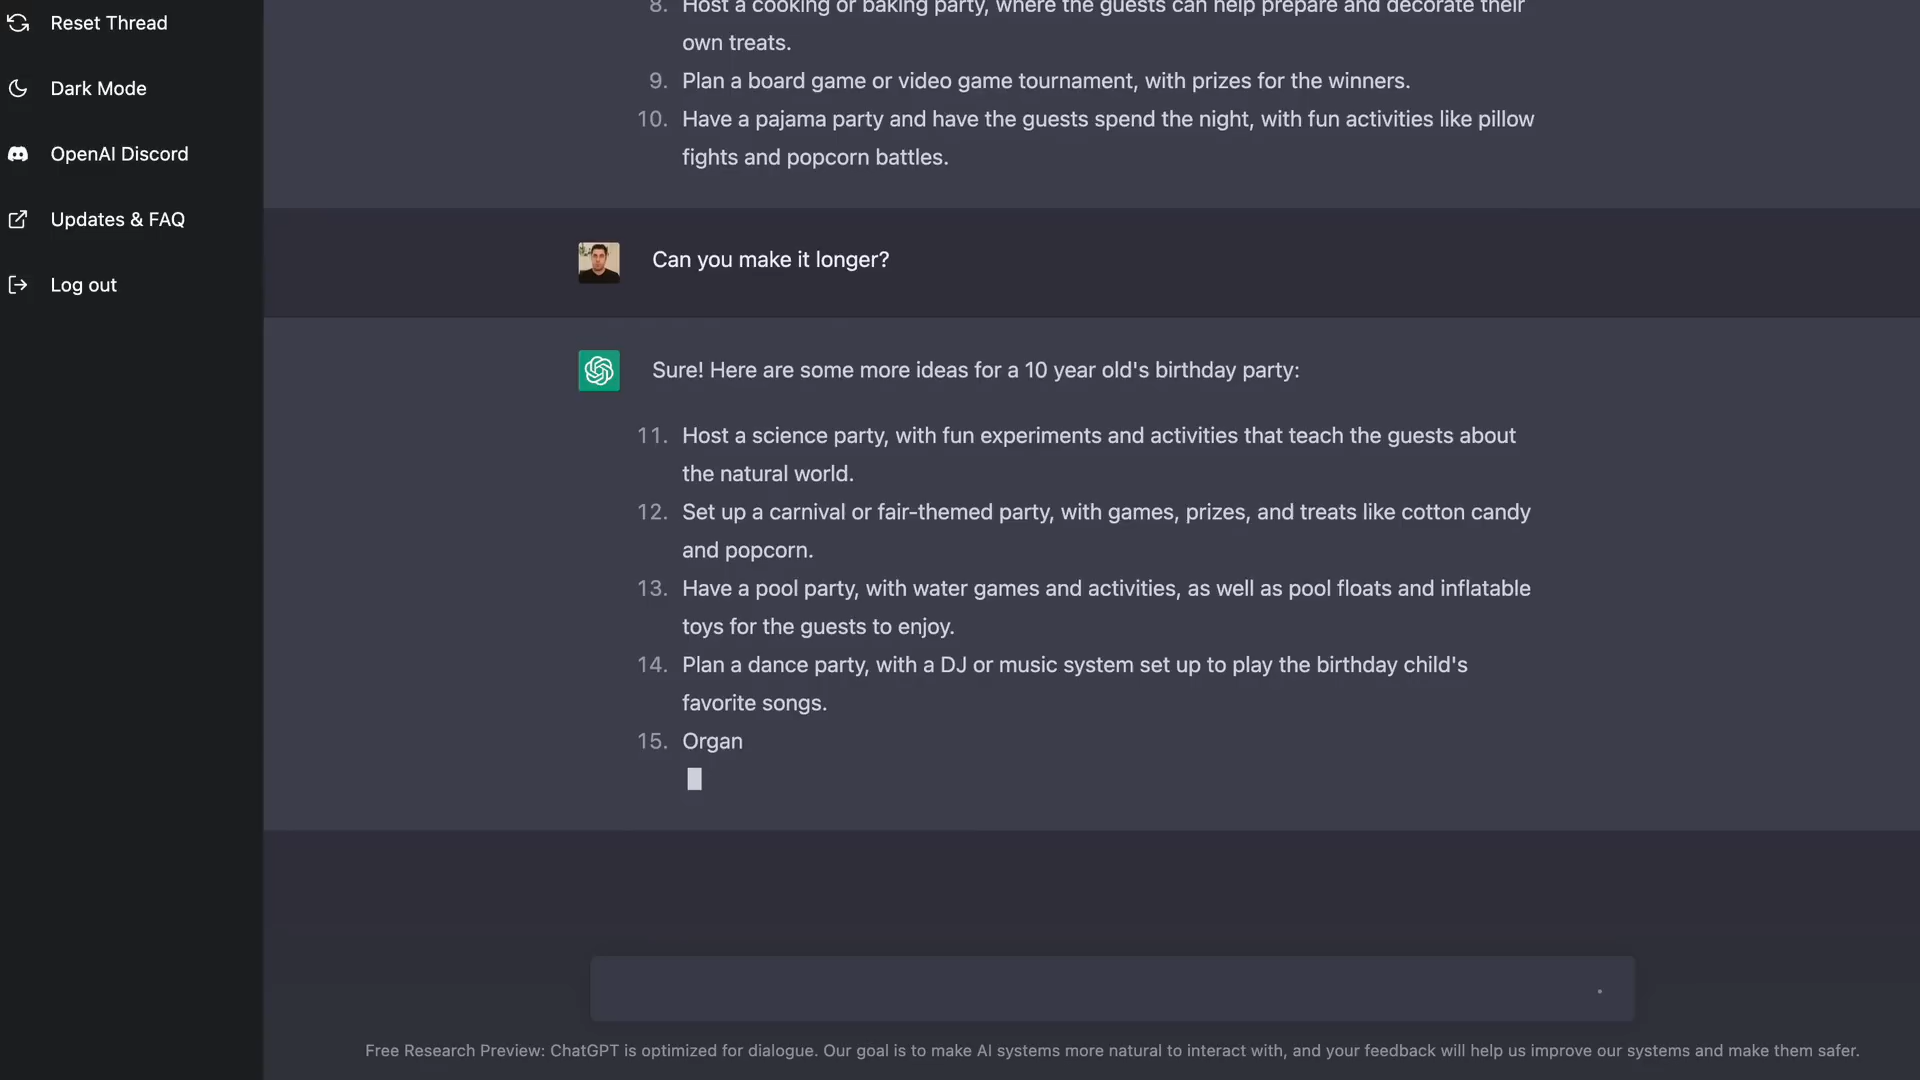 Reset Thread
Dark Mode
OpenAI Discord
Updates & FAQ
Log out
8. Host a cooking or baking party, where the guests can help prepare and decorate their
own treats.
9. Plan a board game or video game tournament, with prizes for the winners.
10. Have a pajama party and have the guests spend the night, with fun activities like pillow
fights and popcorn battles.
Can you make it longer?
Sure! Here are some more ideas for a 10 year old's birthday party:
11. Host a science party, with fun experiments and activities that teach the guests about
the natural world.
12. Set up a carnival or fair-themed party, with games, prizes, and treats like cotton candy
and popcorn.
13. Have a pool party, with water games and activities, as well as pool floats and inflatable
toys for the guests to enjoy.
14. Plan a dance party, with a DJ or music system set up to play the birthday child's
favorite songs.
15. Organ
Free Research Preview: ChatGPT is optimized for dialogue. Our goal is to make AI systems more natural to interact with, and your feedback will help us improve our systems and make them safer.